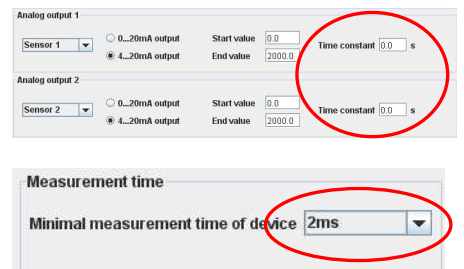 Analog output 1
Sensor 1
0...20mA output
4...20mA output
Start value 0.0
End value 2000.0
Time constant 0.0 s
Analog output 2
Sensor 2
0...20mA output
4...20mA output
Start value 0.0
End value 2000.0
Time constant 0.0 s
Measurement time
Minimal measurement time of device 2ms